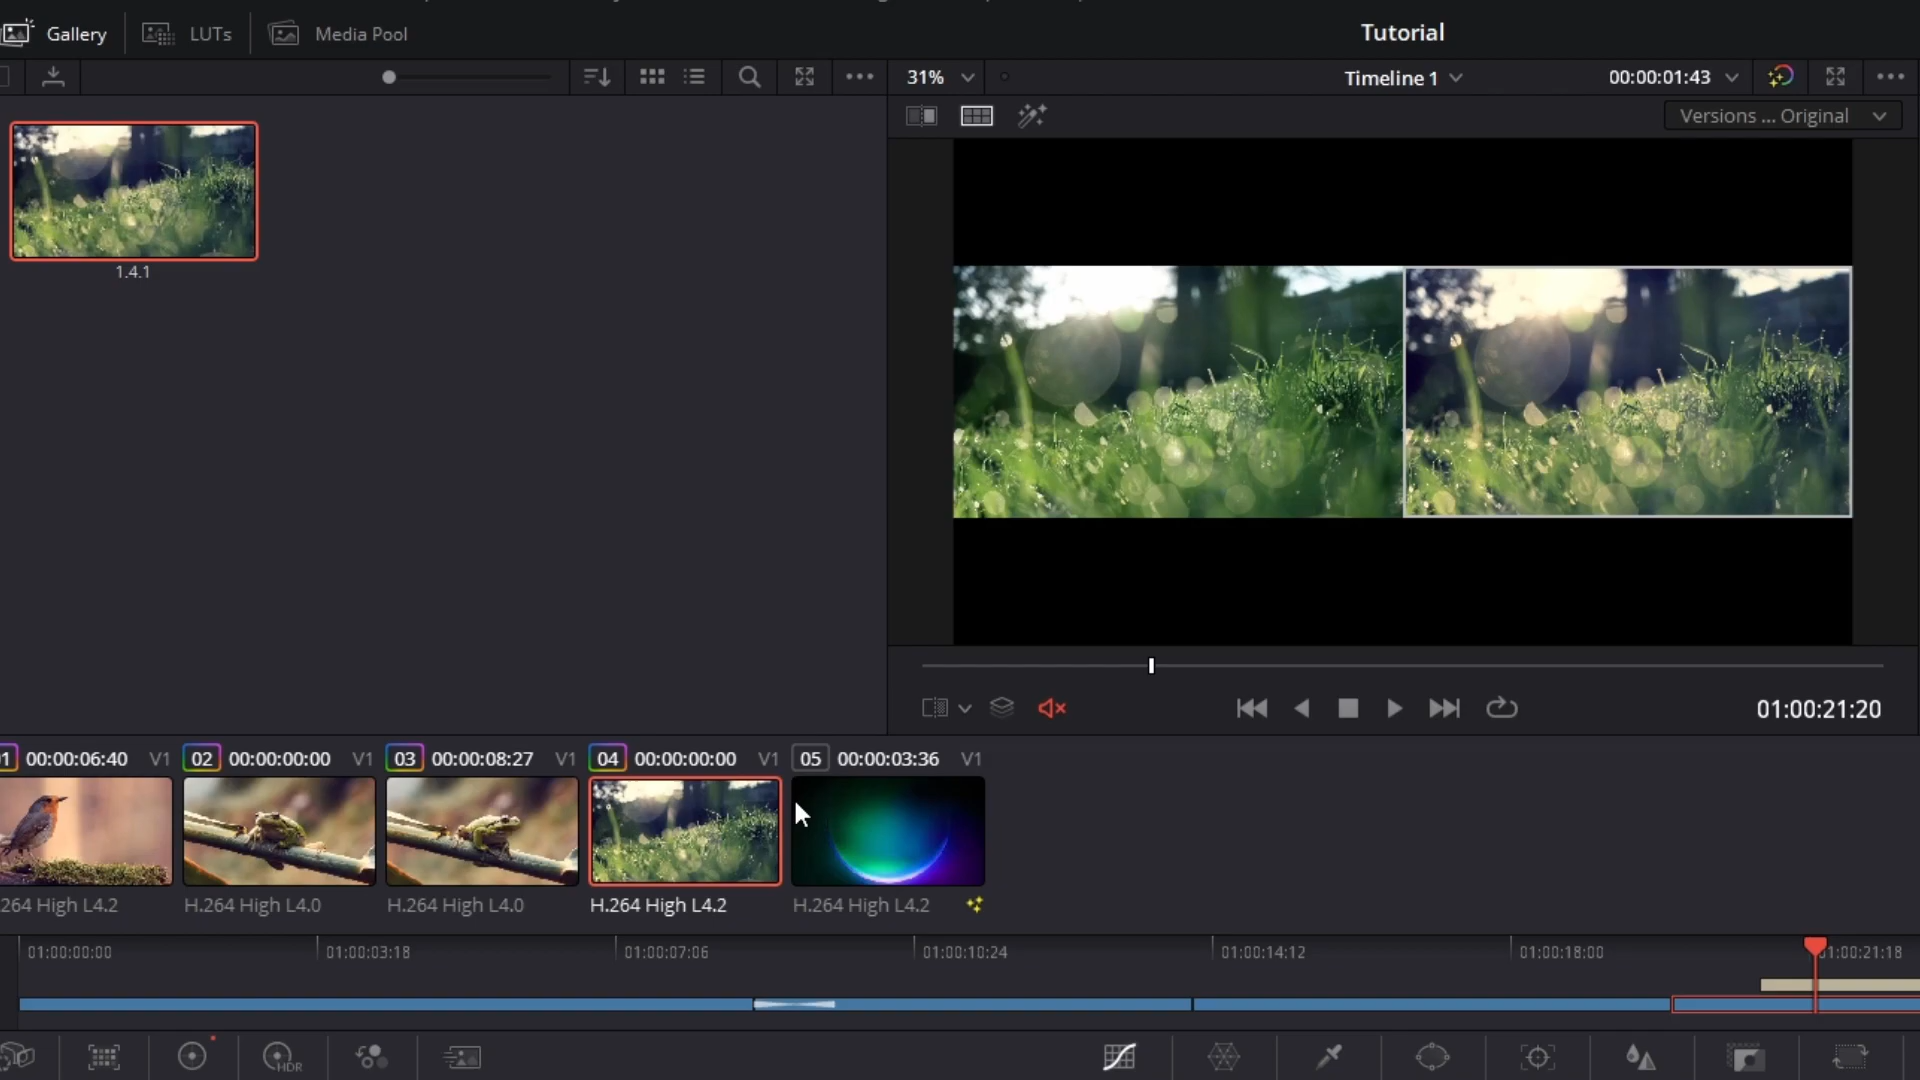 Gallery
LUTs
Media Pool
Tutorial
31%
Timeline 1
00:00:01:43
Versions ... Original
1.4.1
01:00:21:20
01 00:00:06:40 V1
02 00:00:00:00 V1
03 00:00:08:27 V1
04 00:00:00:00 V1
05 00:00:03:36 V1
.264 High L4.2
H.264 High L4.0
H.264 High L4.0
H.264 High L4.2
H.264 High L4.2
01:00:00:00
01:00:03:18
01:00:07:06
01:00:10:24
01:00:14:12
01:00:18:00
01:00:21:18
HDR